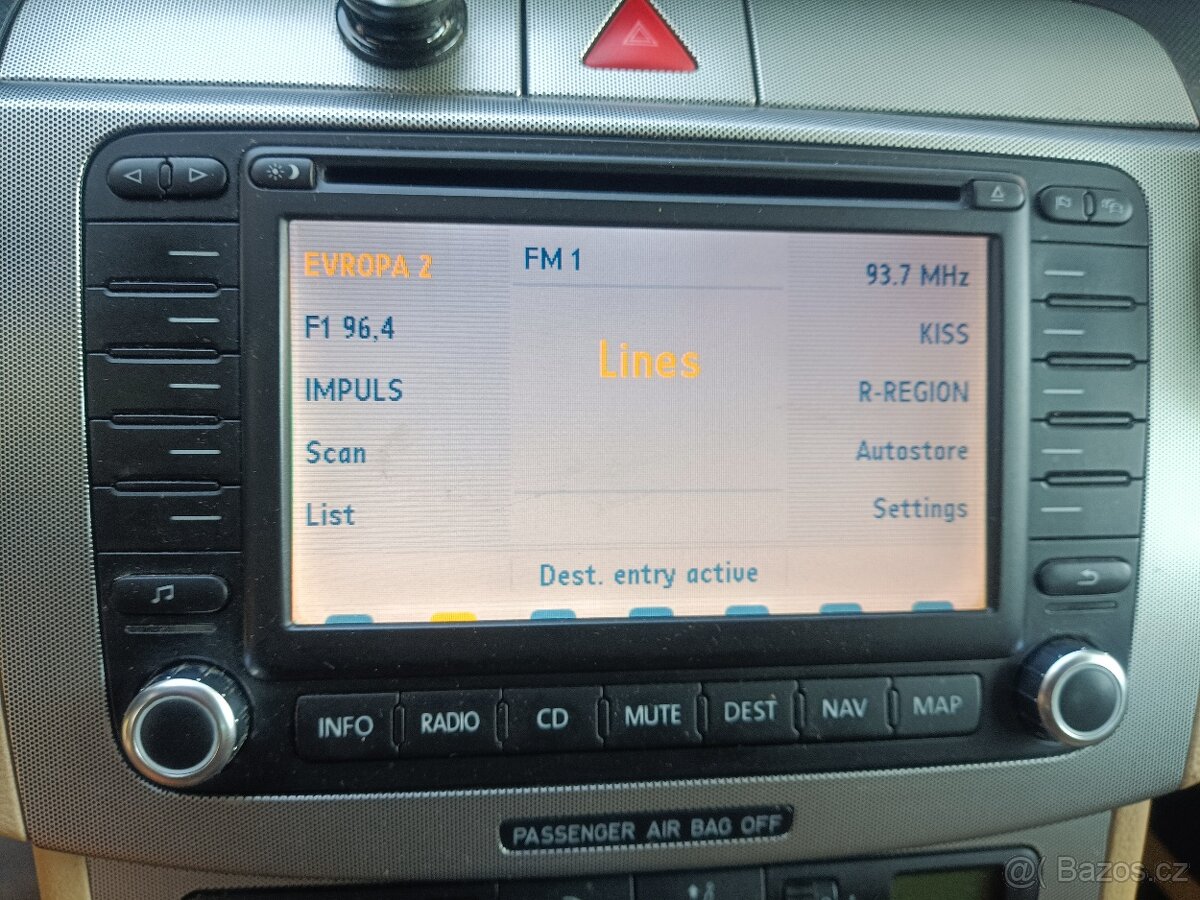 EVROPA 2
FM 1
93.7 MHz
F1 96,4
Lines
KISS
IMPULS
R-REGION
Scan
Autostore
List
Settings
Dest. entry active
INFO RADIO CD MUTE DEST NAV MAP
PASSENGER AIR BAG OFF
@( Bazos.cz